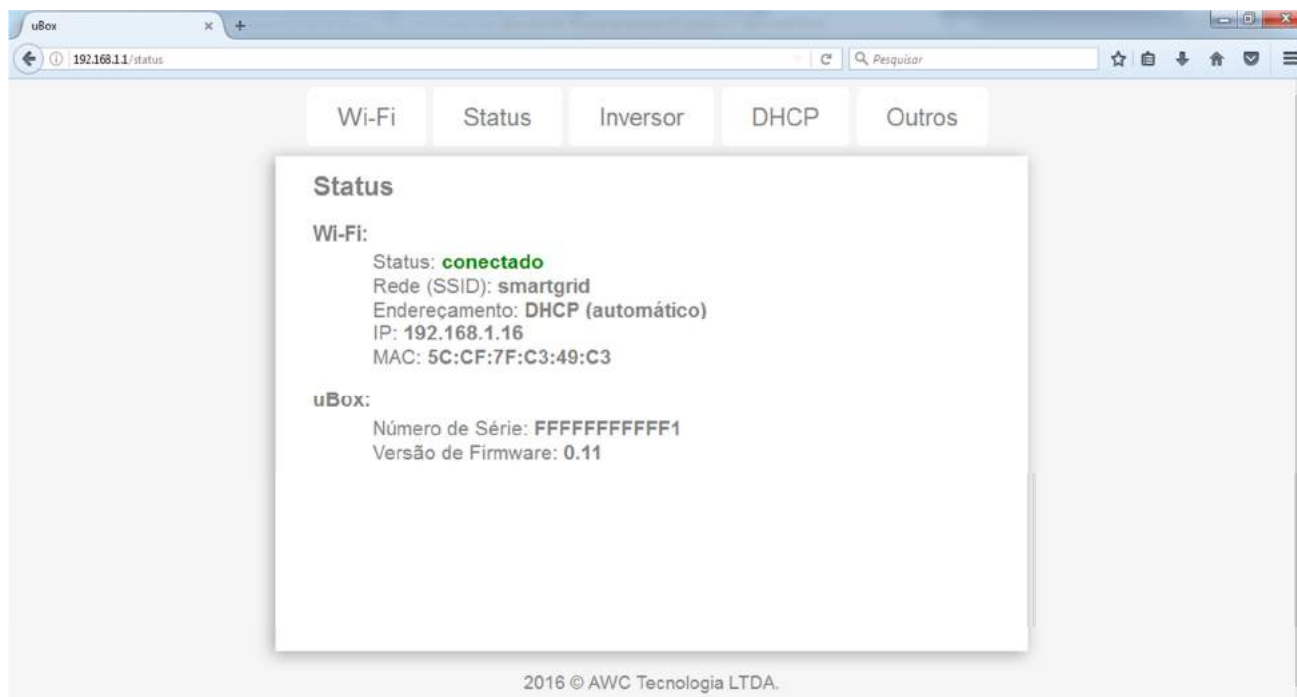 uBox
192.168.1.1/status
Pesquisar
Wi-Fi Status Inversor DHCP Outros
Status
Wi-Fi:
Status: conectado
Rede (SSID): smartgrid
Endereçamento: DHCP (automático)
IP: 192.168.1.16
MAC: 5C:CF:7F:C3:49:C3
uBox:
Número de Série: FFFFFFFFFFF1
Versão de Firmware: 0.11
2016 © AWC Tecnologia LTDA.